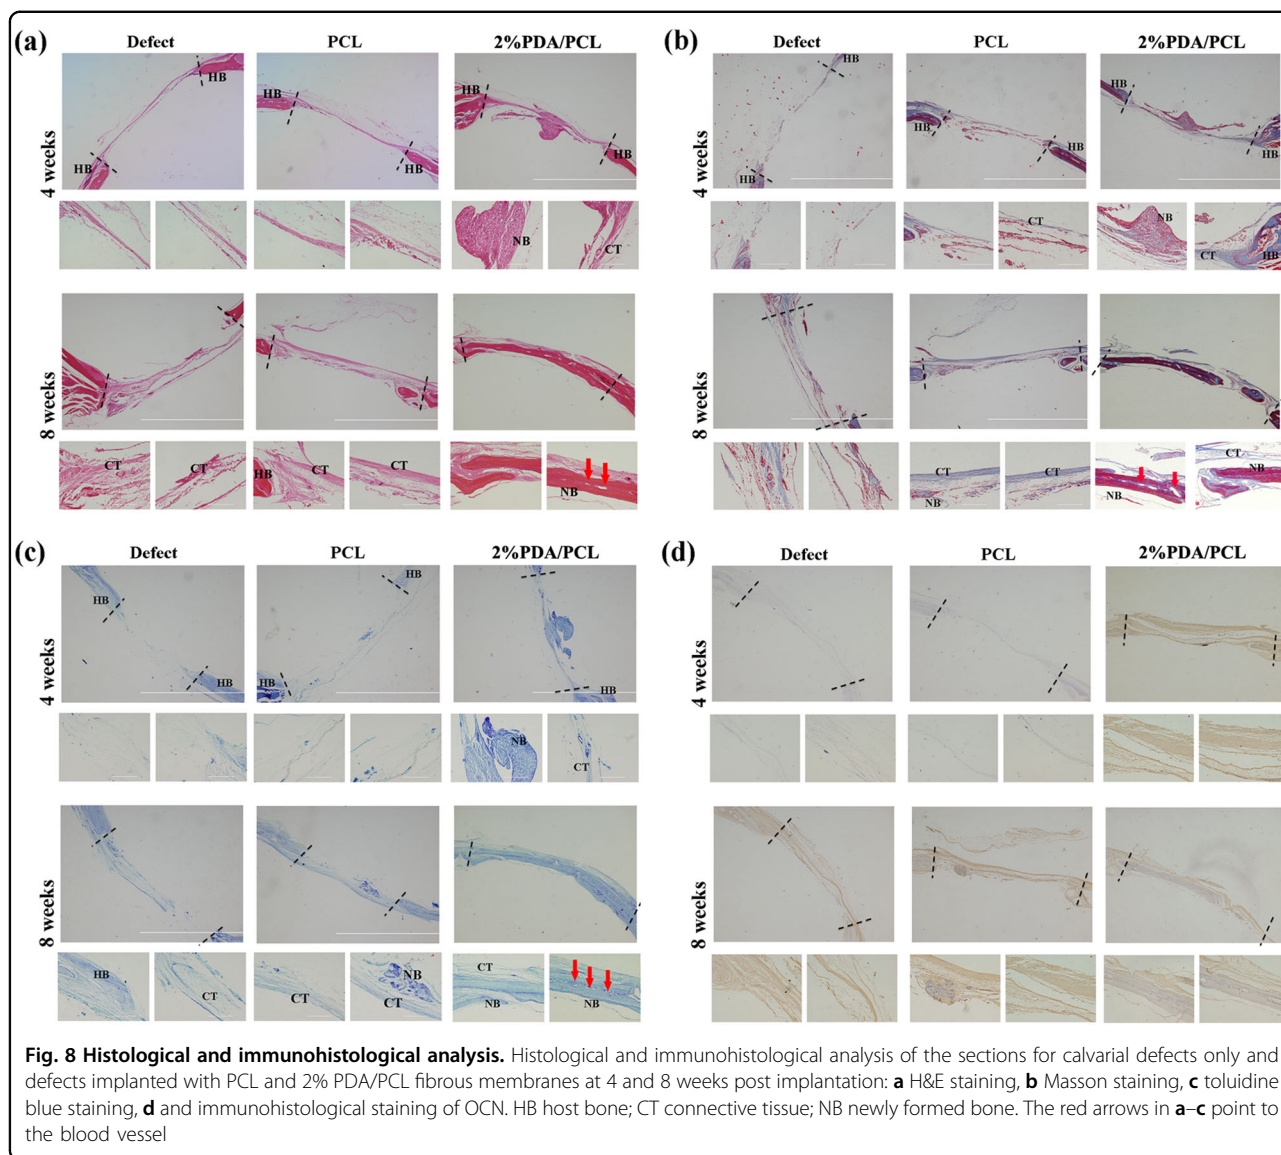 (a)
Defect PCL 2%PDA/PCL
4 weeks
HB HB HB HB HB HB
NB CT
8 weeks
CT CT HB CT CT NB
(b)
Defect PCL 2%PDA/PCL
4 weeks
HB HB HB HB HB HB
CT NB CT HB
8 weeks
CT NB CT NB CT NB
(c)
Defect PCL 2%PDA/PCL
4 weeks
HB HB HB HB HB
NB CT
8 weeks
HB CT CT NB CT CT NB NB
(d)
Defect PCL 2%PDA/PCL
4 weeks
8 weeks
Fig. 8 Histological and immunohistological analysis. Histological and immunohistological analysis of the sections for calvarial defects only and
defects implanted with PCL and 2% PDA/PCL fibrous membranes at 4 and 8 weeks post implantation: a H&E staining, b Masson staining, c toluidine
blue staining, d and immunohistological staining of OCN. HB host bone; CT connective tissue; NB newly formed bone. The red arrows in a–c point to
the blood vessel